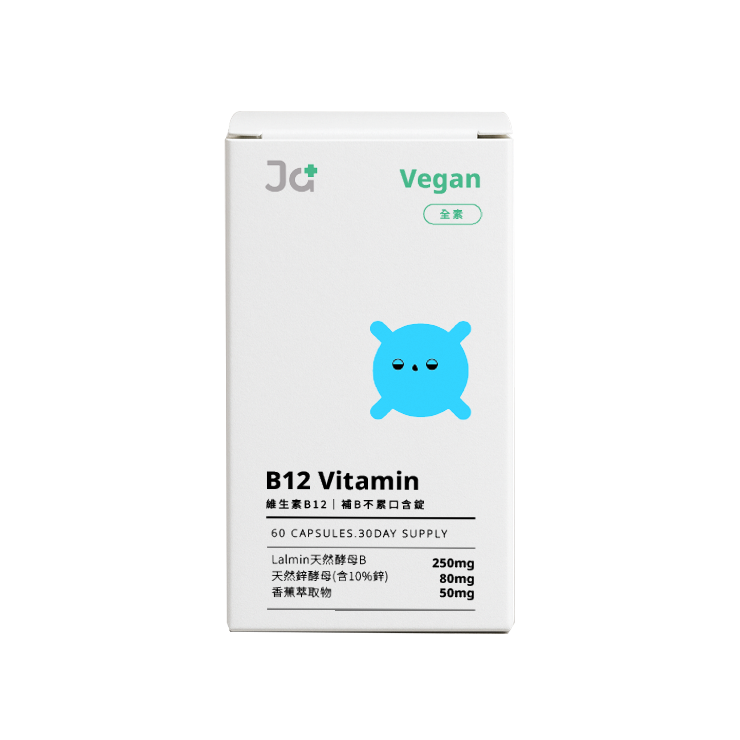 Ja+
Vegan
全素
B12 Vitamin
維生素B12｜補B不累口含錠
60 CAPSULES.30DAY SUPPLY
Lalmin天然酵母B 250mg
天然鋅酵母(含10%鋅) 80mg
香蕉萃取物 50mg